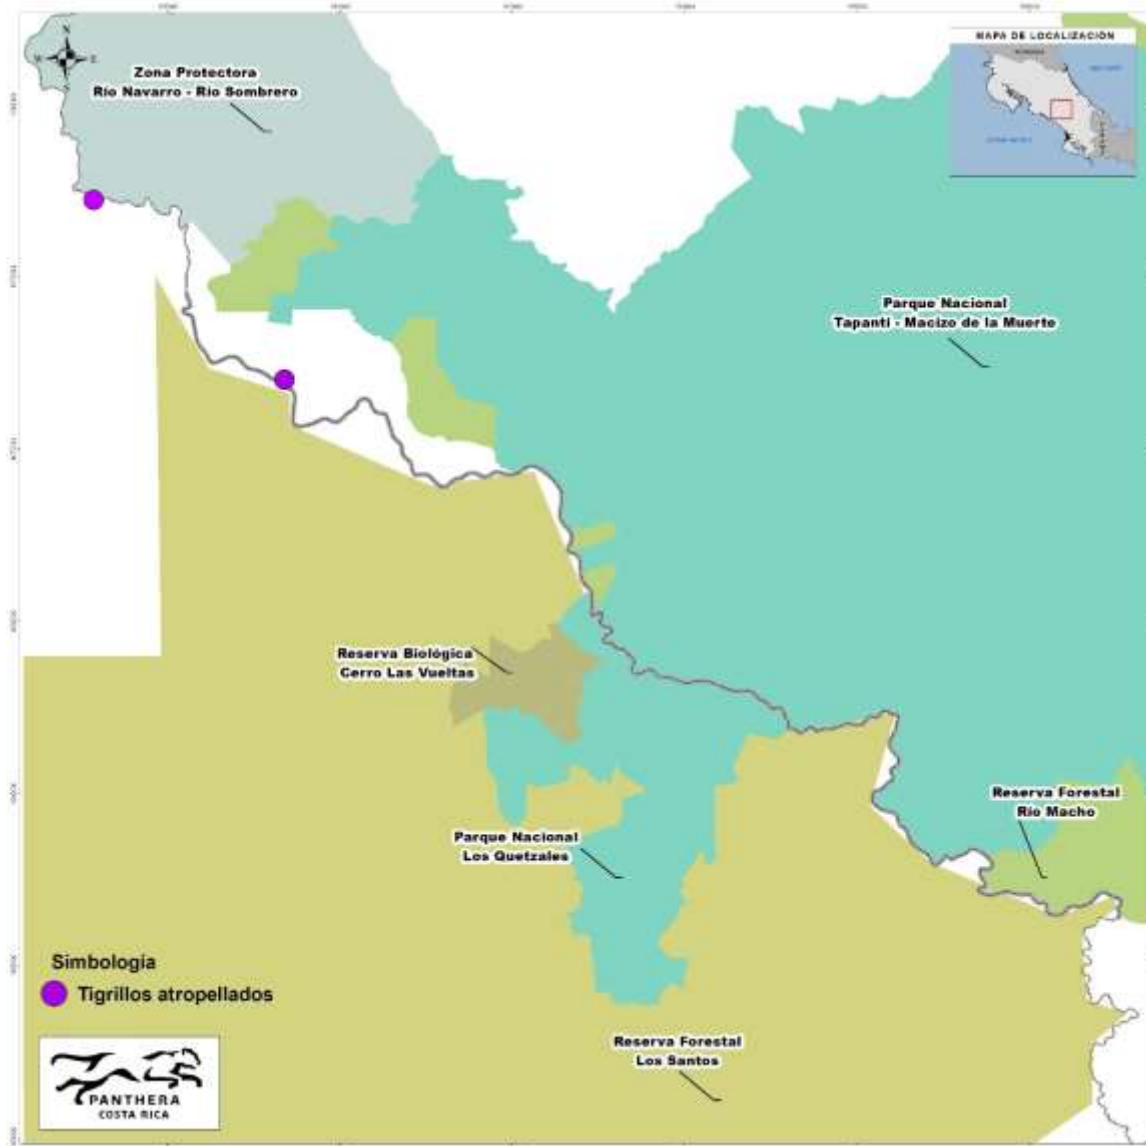 N
W
E
S
Zona Protectora
Río Navarro - Río Sombrero
MAPA DE LOCALIZACIÓN
Parque Nacional
Tapantí - Macizo de la Muerte
Reserva Biológica
Cerro Las Vueltas
Reserva Forestal
Río Macho
Parque Nacional
Los Quetzales
Simbología
Tigrillos atropellados
Reserva Forestal
Los Santos
PANTHERA
COSTA RICA